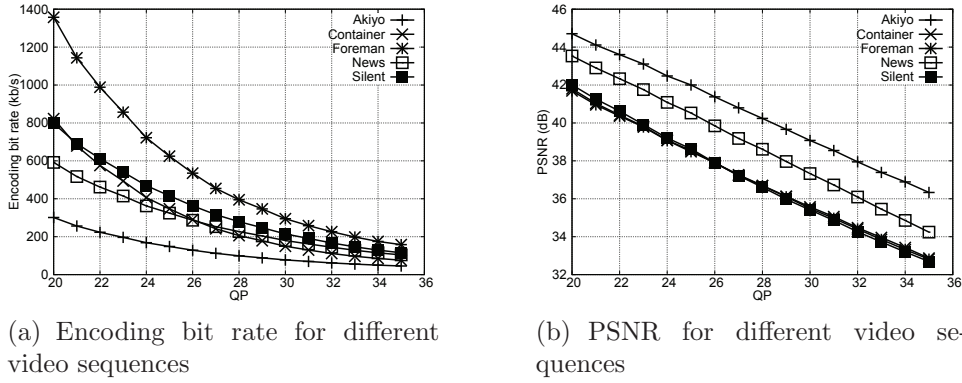 1400
1200
1000
800
600
400
200
0
Encoding bit rate (kb/s)
20 22 24 26 28 30 32 34 36
QP
Akiyo
Container
Foreman
News
Silent
46
44
42
40
38
36
34
32
PSNR (dB)
20 22 24 26 28 30 32 34 36
QP
Akiyo
Container
Foreman
News
Silent
(a) Encoding bit rate for different
video sequences
(b) PSNR for different video se-
quences